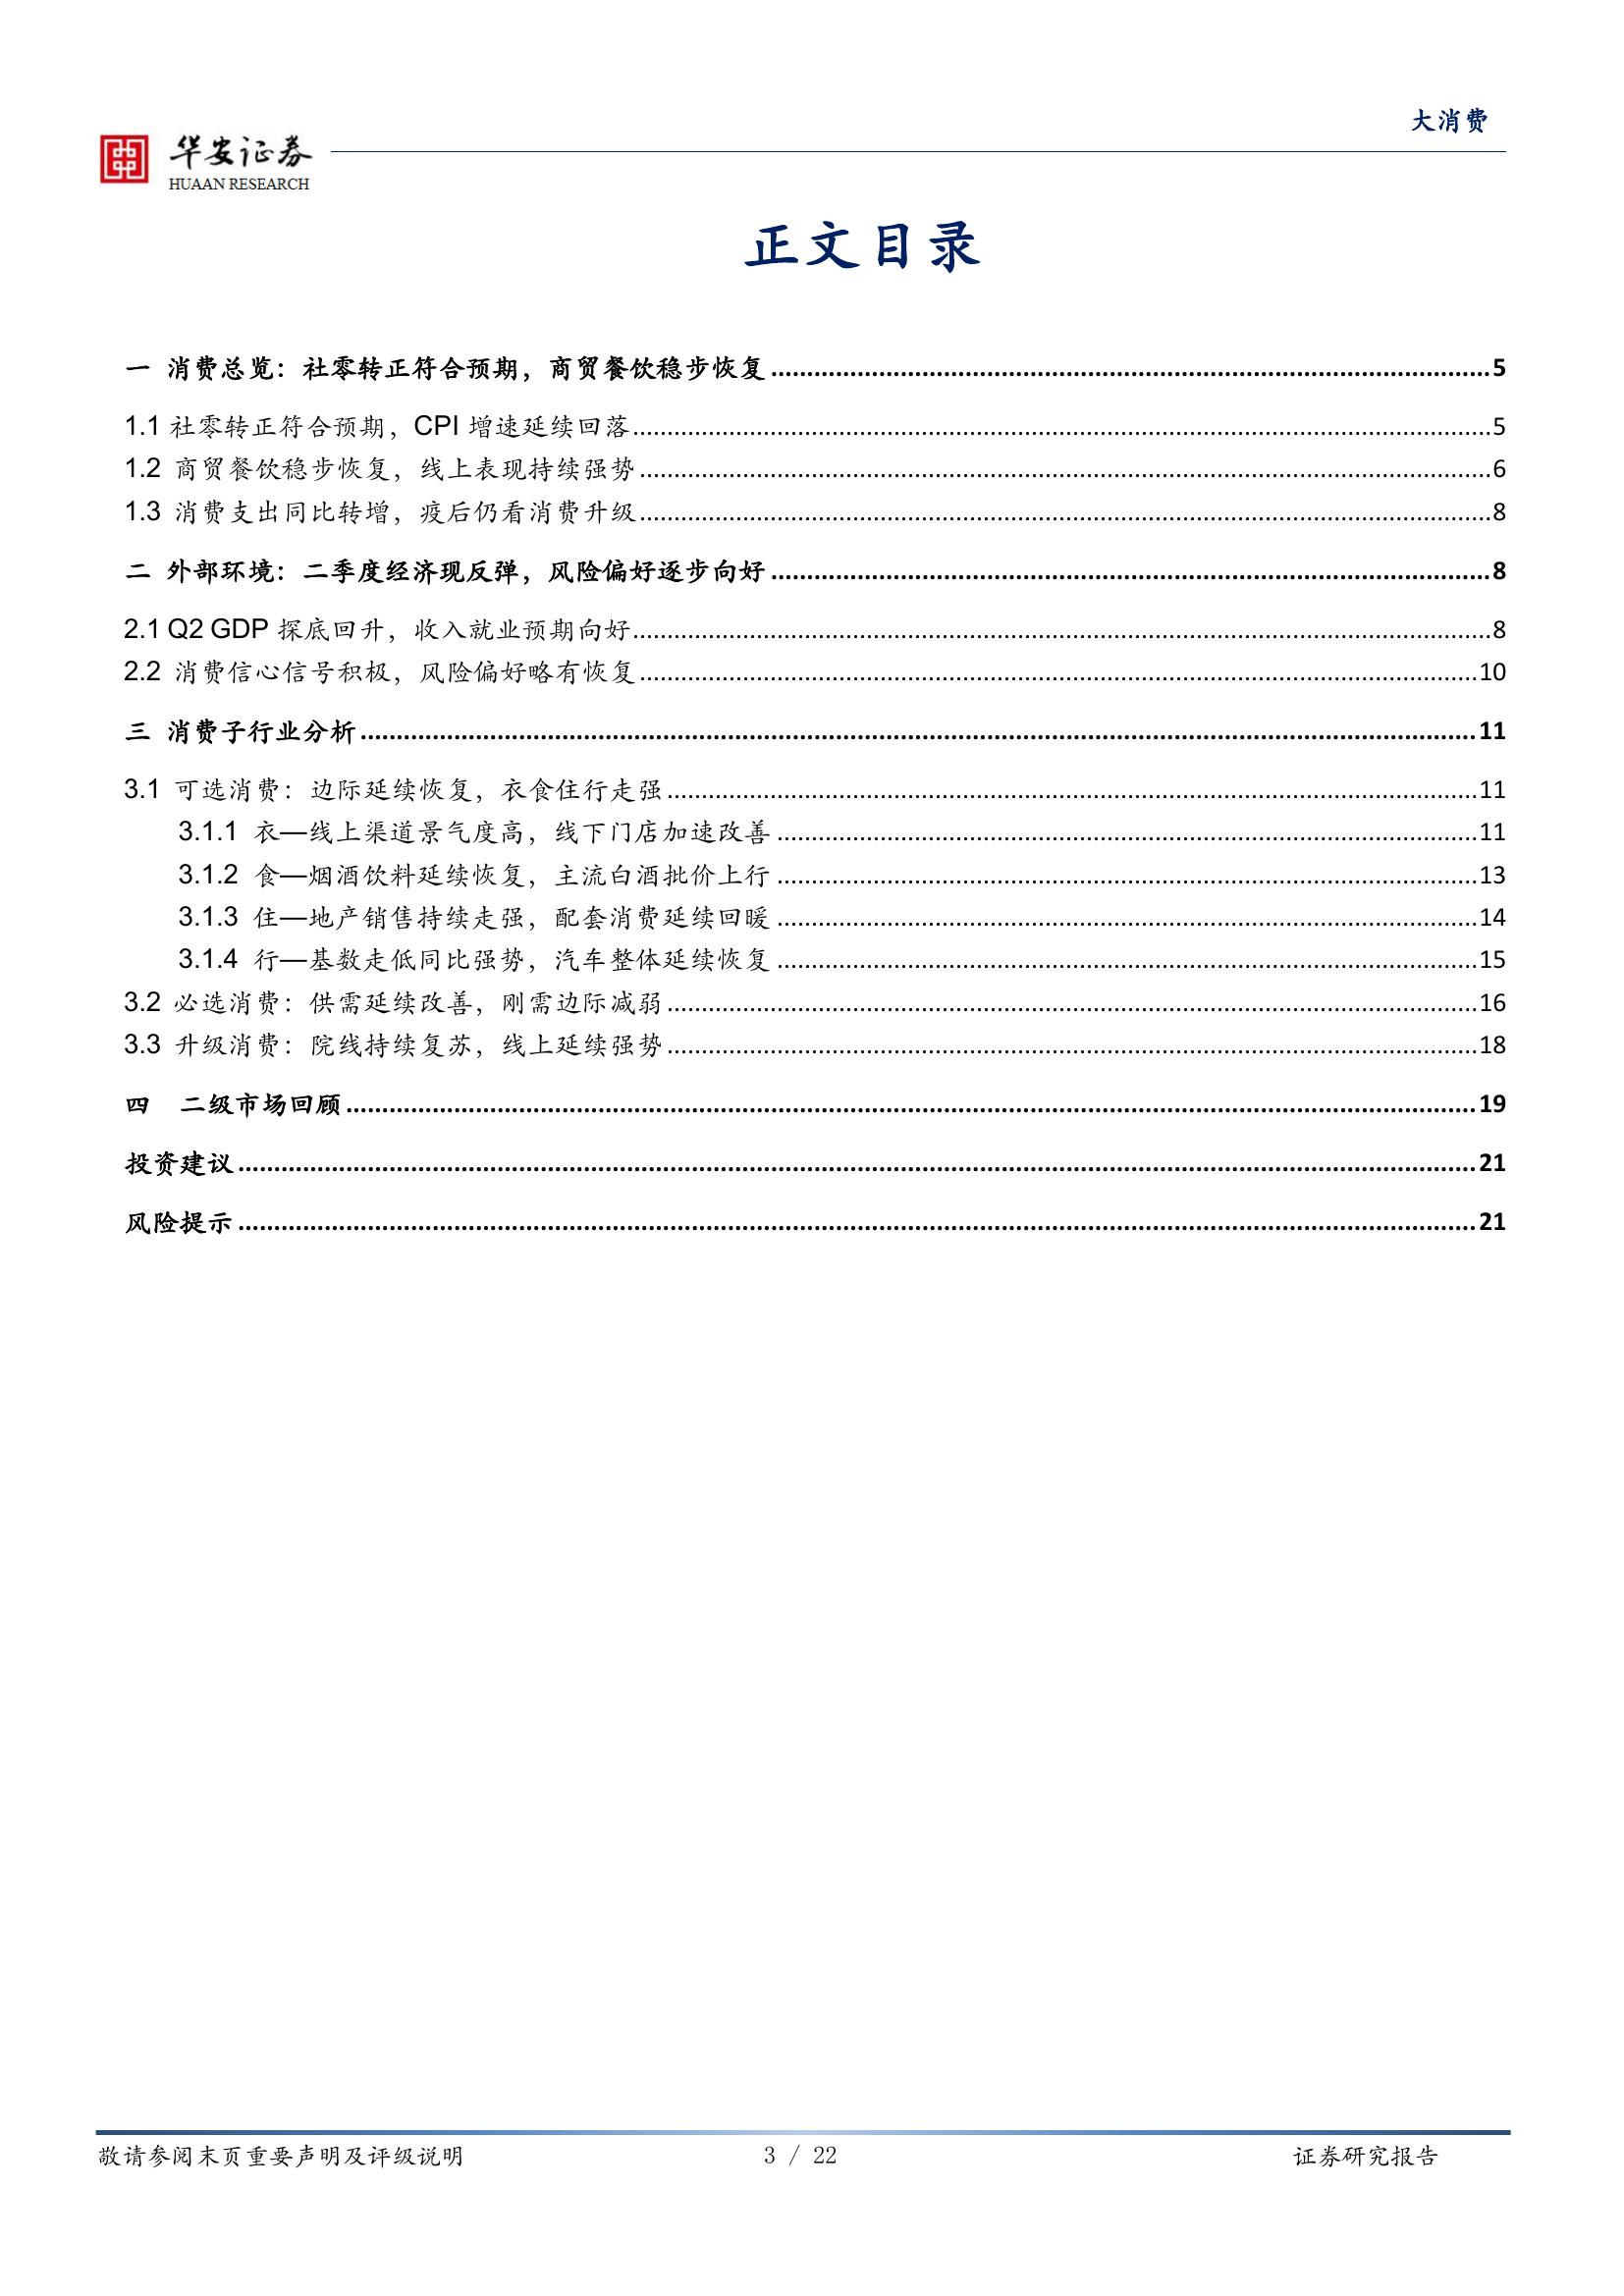 大消费
华安证券
HUAAN RESEARCH
正文目录
一 消费总览：社零转正符合预期，商贸餐饮稳步恢复 5
1.1 社零转正符合预期，CPI 增速延续回落 5
1.2 商贸餐饮稳步恢复，线上表现持续强势 6
1.3 消费支出同比转增，疫后仍看消费升级 8
二 外部环境：二季度经济现反弹，风险偏好逐步向好 8
2.1 Q2 GDP 探底回升，收入就业预期向好 8
2.2 消费信心信号积极，风险偏好略有恢复 10
三 消费子行业分析 11
3.1 可选消费：边际延续恢复，衣食住行走强 11
3.1.1 衣—线上渠道景气度高，线下门店加速改善 11
3.1.2 食—烟酒饮料延续恢复，主流白酒批价上行 13
3.1.3 住—地产销售持续走强，配套消费延续回暖 14
3.1.4 行—基数走低同比强势，汽车整体延续恢复 15
3.2 必选消费：供需延续改善，刚需边际减弱 16
3.3 升级消费：院线持续复苏，线上延续强势 18
四 二级市场回顾 19
投资建议 21
风险提示 21
敬请参阅末页重要声明及评级说明 3 / 22 证券研究报告